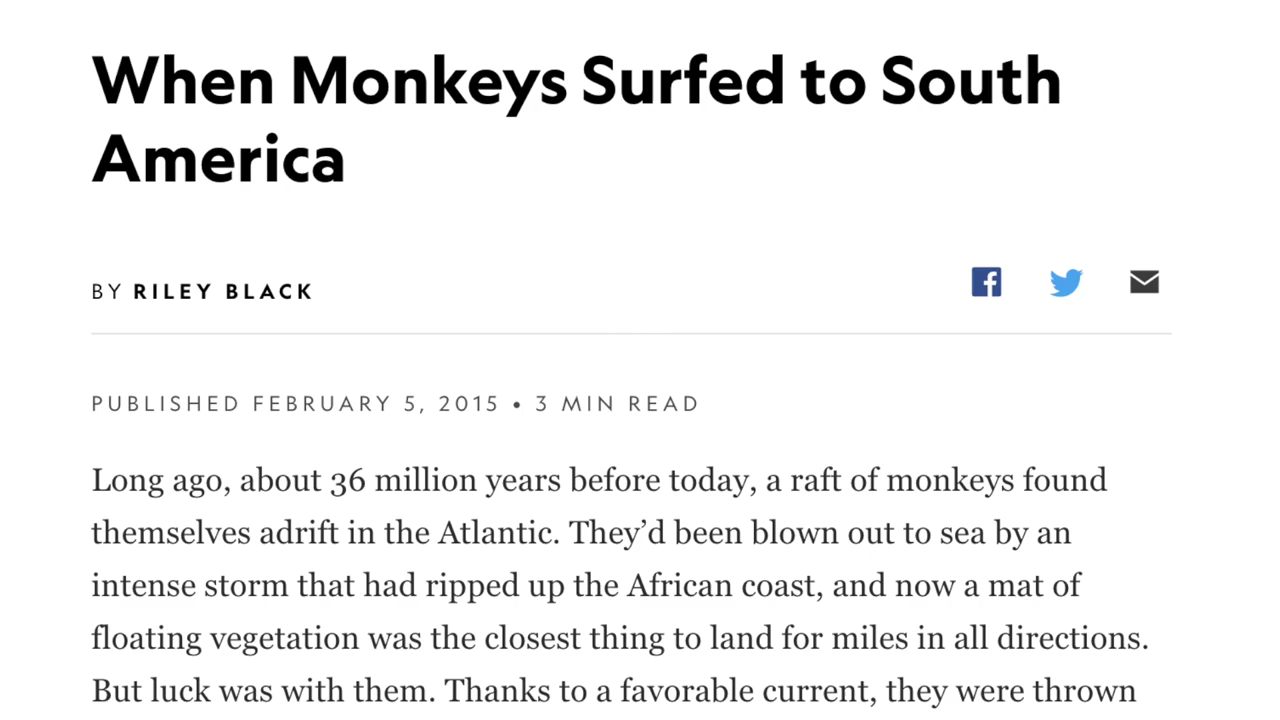 When Monkeys Surfed to South
America
BY RILEY BLACK
PUBLISHED FEBRUARY 5, 2015 • 3 MIN READ
Long ago, about 36 million years before today, a raft of monkeys found
themselves adrift in the Atlantic. They’d been blown out to sea by an
intense storm that had ripped up the African coast, and now a mat of
floating vegetation was the closest thing to land for miles in all directions.
But luck was with them. Thanks to a favorable current, they were thrown